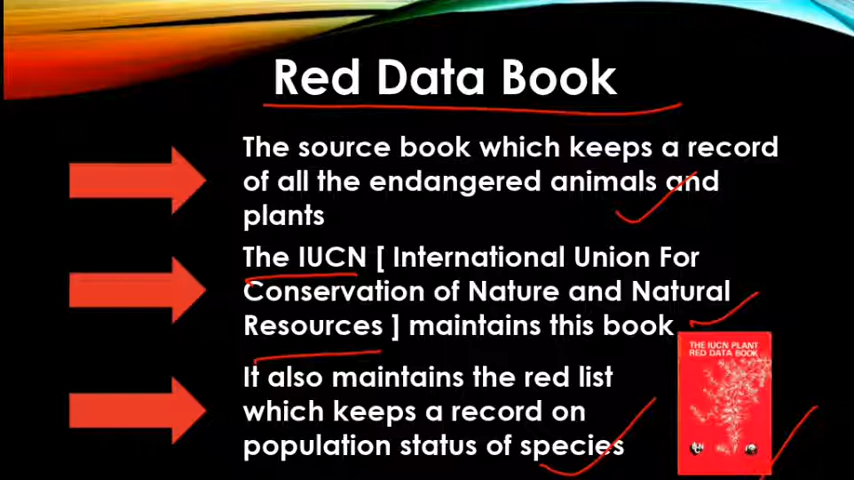 Red Data Book
The source book which keeps a record
of all the endangered animals and
plants
The IUCN [ International Union For
Conservation of Nature and Natural
Resources ] maintains this book
THE IUCN PLANT
RED DATA BOOK
It also maintains the red list
which keeps a record on
population status of species